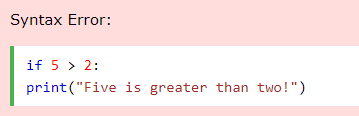 Syntax Error:
if 5 > 2:
print("Five is greater than two!")